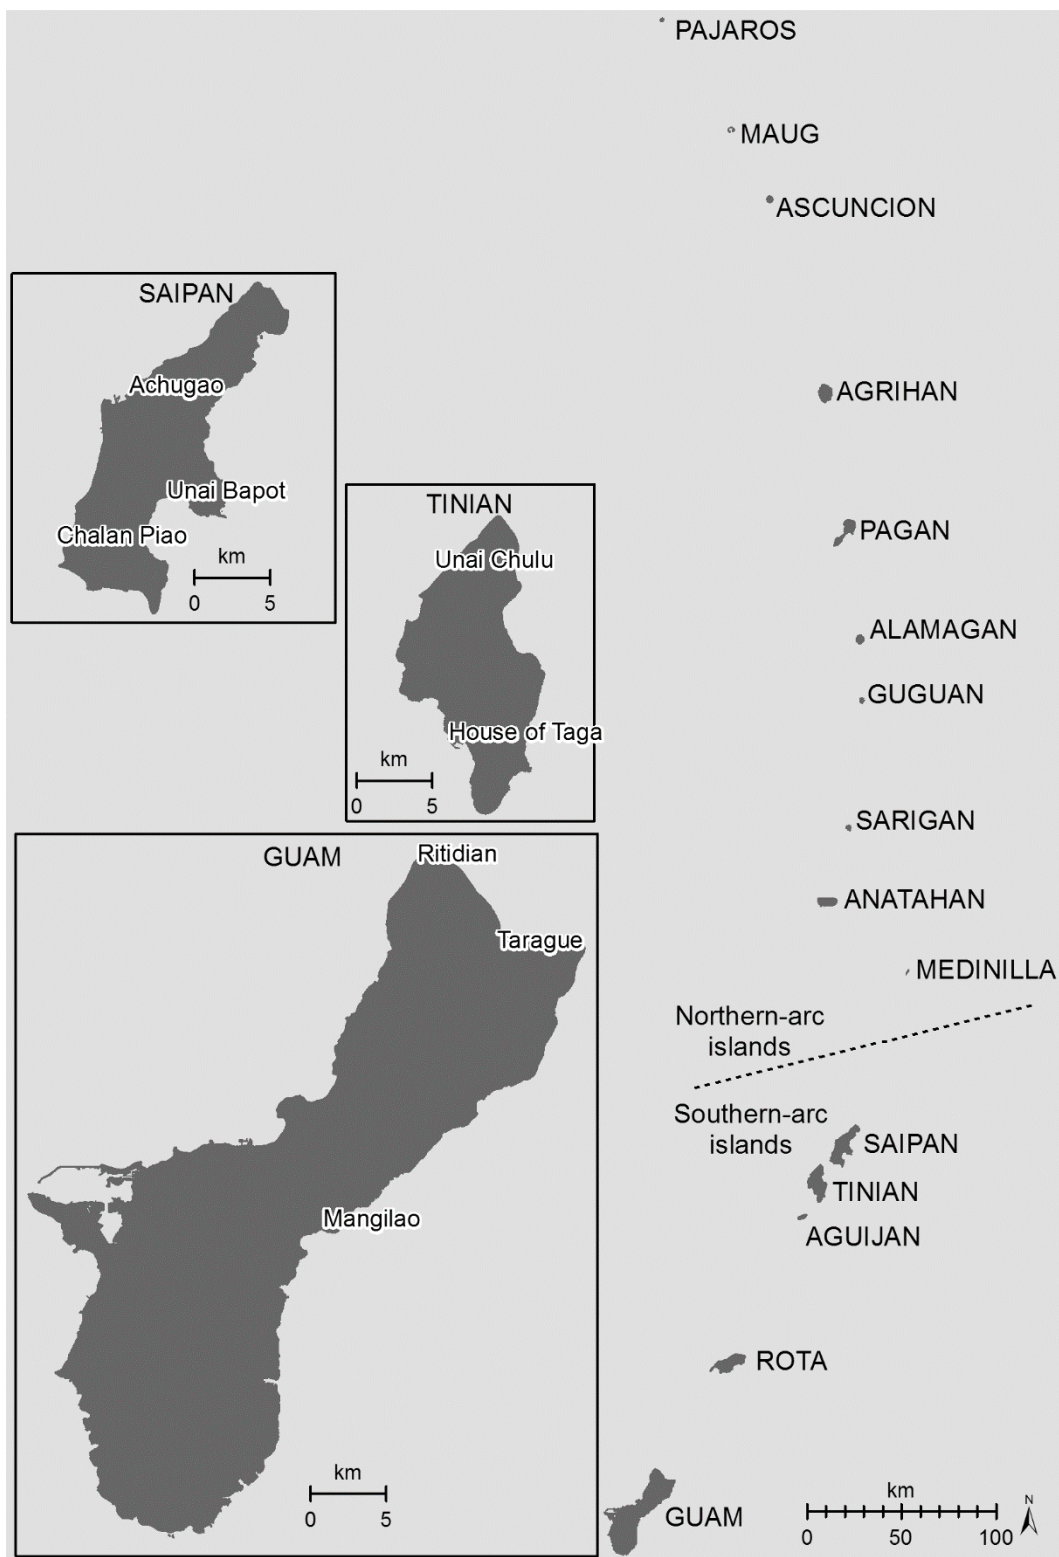 PAJAROS
MAUG
ASCUNCION
SAIPAN
Achugao
Unai Bapot
Chalan Piao
km
0 5
TINIAN
Unai Chulu
House of Taga
km
0 5
GUAM
Ritidian
Tarague
Mangilao
km
0 5
AGRIHAN
PAGAN
ALAMAGAN
GUGUAN
SARIGAN
ANATAHAN
MEDINILLA
Northern-arc
islands
Southern-arc
islands
SAIPAN
TINIAN
AGUIJAN
ROTA
GUAM
km
0 50 100
N